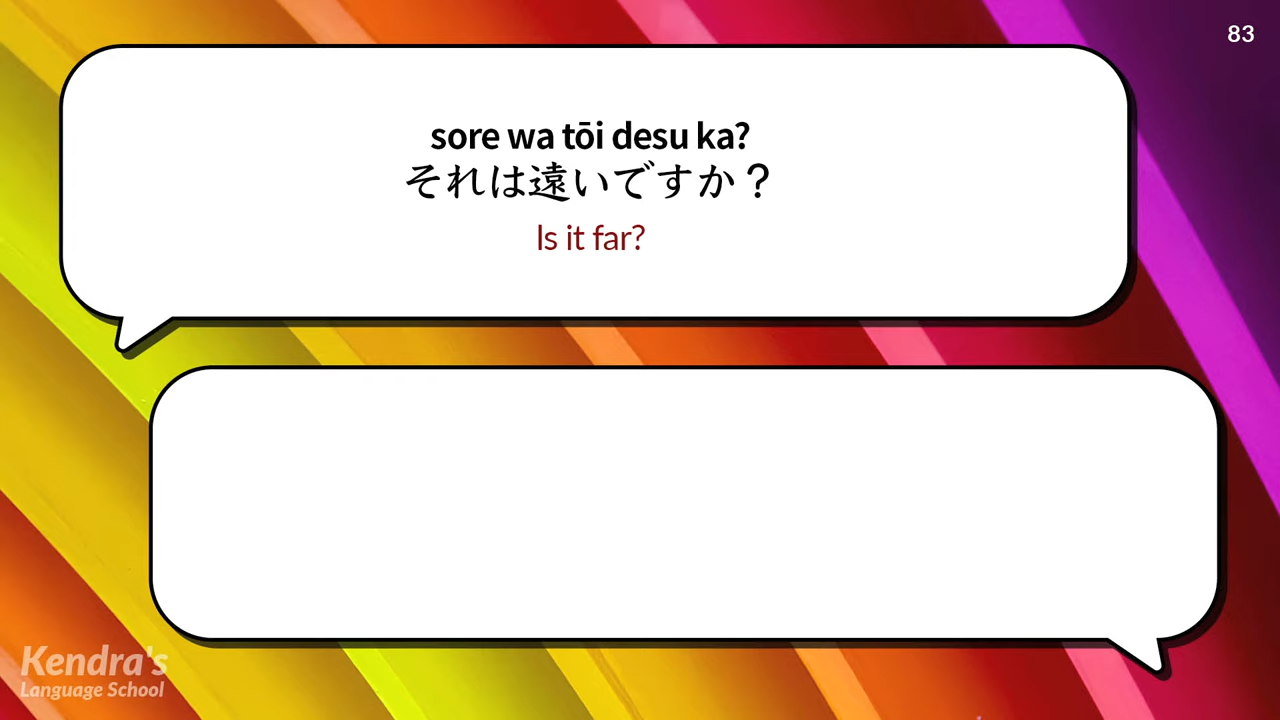 83
sore wa tōi desu ka?
それは遠いですか？
Is it far?
Kendra's
Language School